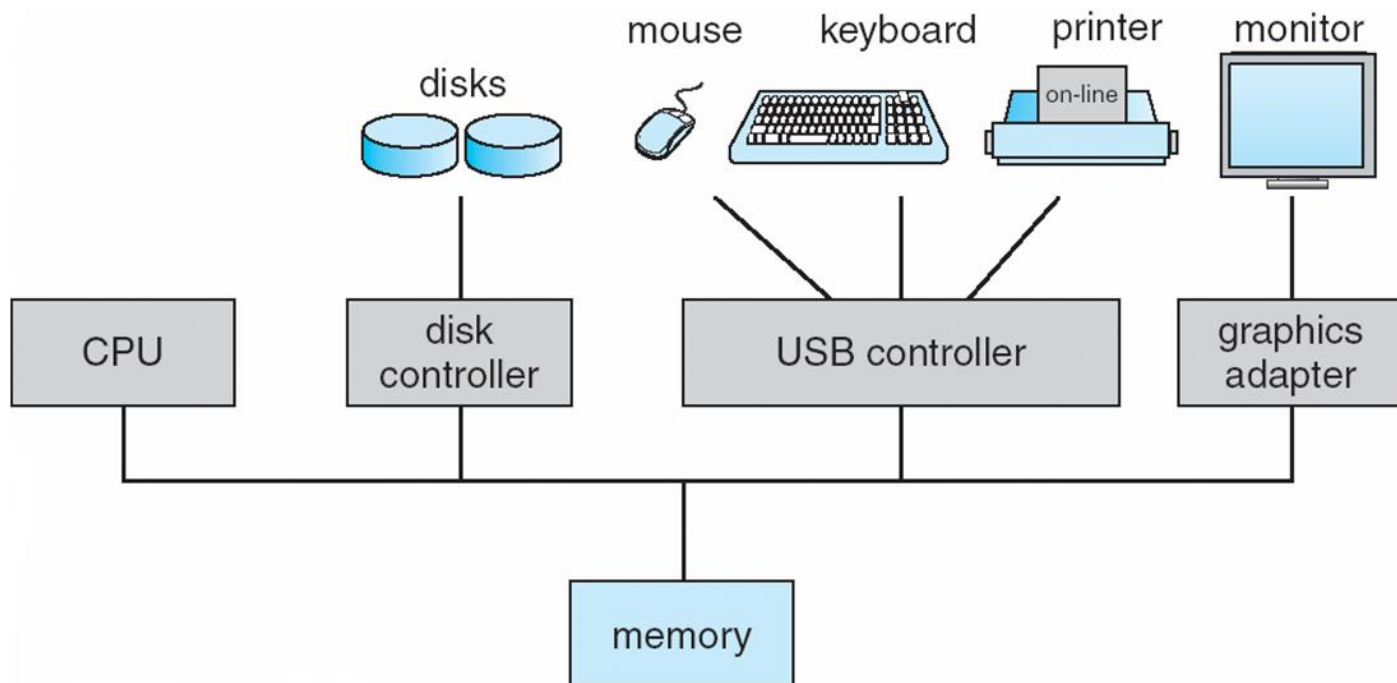 mouse
keyboard
printer
monitor
disks
on-line
CPU
disk
controller
USB controller
graphics
adapter
memory